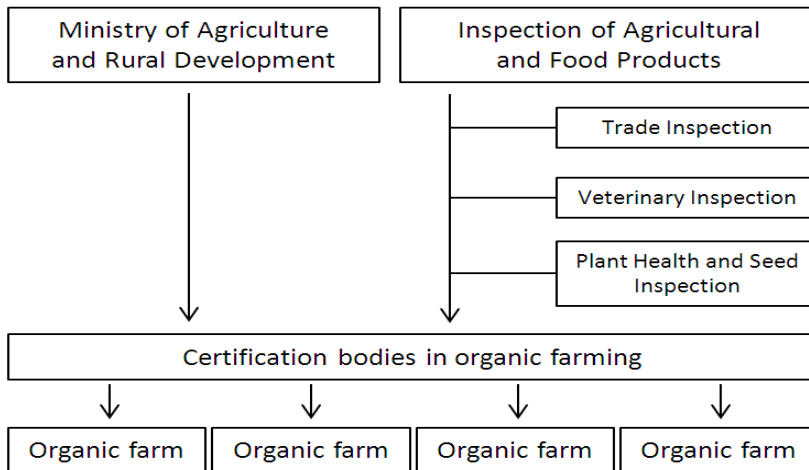 Ministry of Agriculture
and Rural Development
Inspection of Agricultural
and Food Products
Trade Inspection
Veterinary Inspection
Plant Health and Seed
Inspection
Certification bodies in organic farming
Organic farm
Organic farm
Organic farm
Organic farm